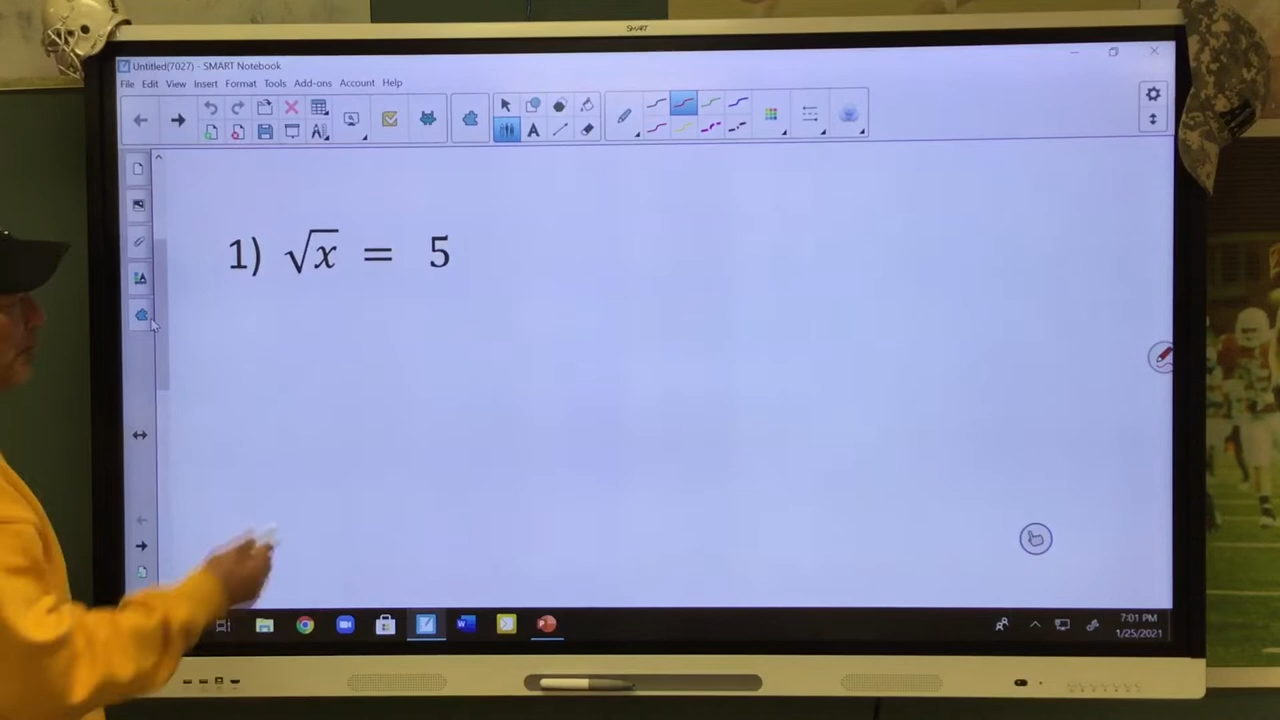 SMART
Untitled(7027) - SMART Notebook
File Edit View Insert Format Tools Add-ons Account Help
1) √x = 5
7:01 PM
1/25/2021